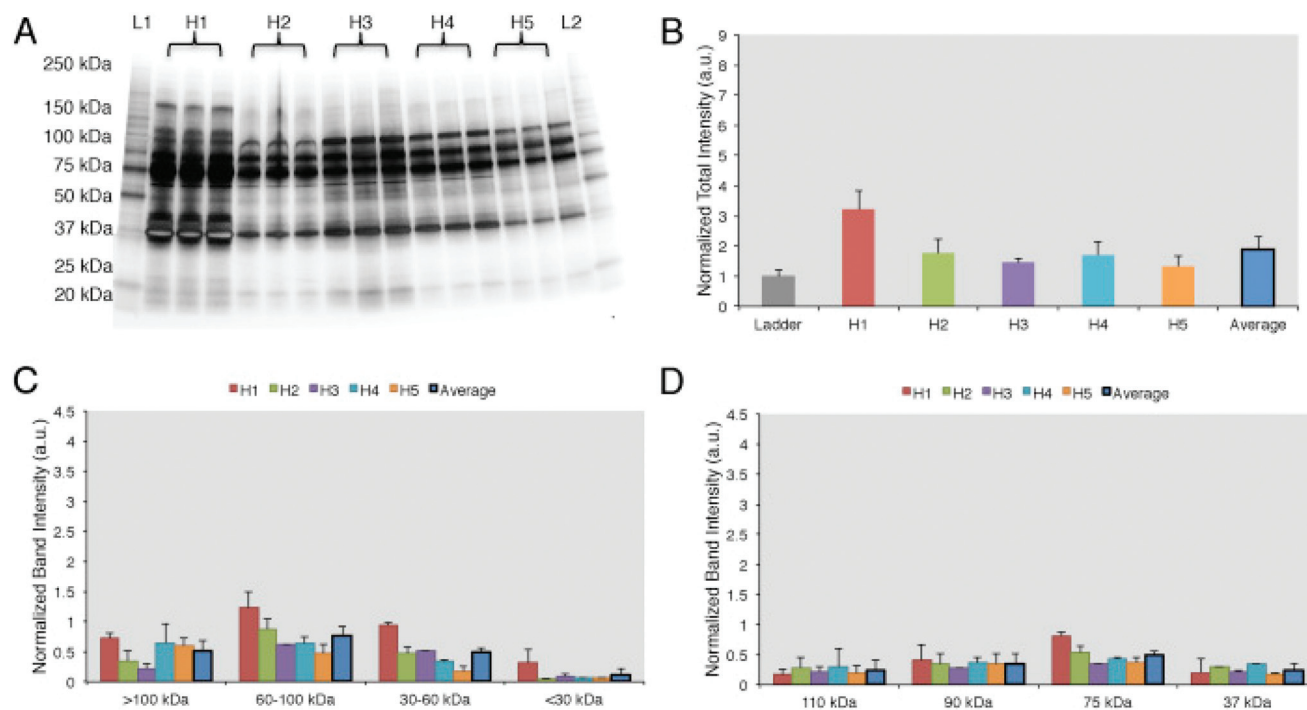 A
L1 H1 H2 H3 H4 H5 L2
250 kDa
150 kDa
100 kDa
75 kDa
50 kDa
37 kDa
25 kDa
20 kDa
B
Normalized Total Intensity (a.u.)
9
8
7
6
5
4
3
2
1
0
Ladder H1 H2 H3 H4 H5 Average
C
H1 H2 H3 H4 H5 Average
Normalized Band Intensity (a.u.)
4.5
4
3.5
3
2.5
2
1.5
1
0.5
0
>100 kDa 60-100 kDa 30-60 kDa <30 kDa
D
H1 H2 H3 H4 H5 Average
Normalized Band Intensity (a.u.)
4.5
4
3.5
3
2.5
2
1.5
1
0.5
0
110 kDa 90 kDa 75 kDa 37 kDa